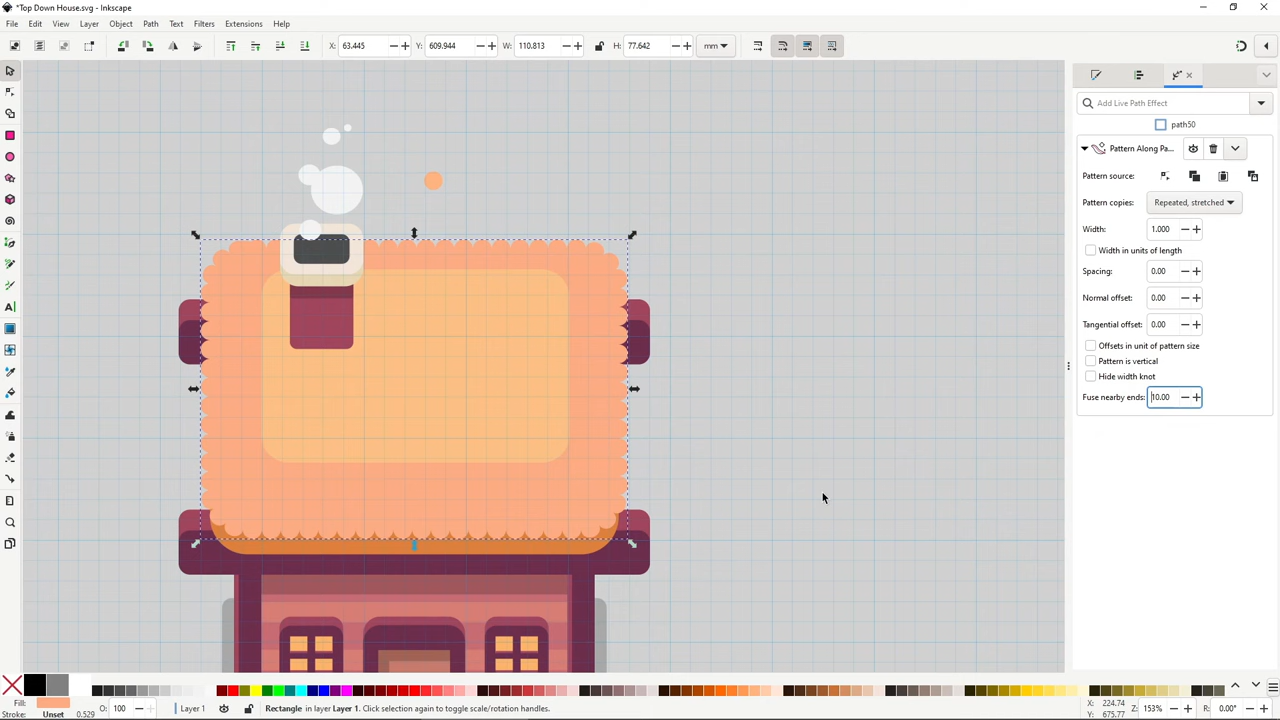 *Top Down House.svg - Inkscape
File Edit View Layer Object Path Text Filters Extensions Help
X: 63.445 Y: 609.944 W: 110.813 H: 77.642 mm
Add Live Path Effect
path50
Pattern Along Pa...
Pattern source:
Pattern copies: Repeated, stretched
Width: 1.000
Width in units of length
Spacing: 0.00
Normal offset: 0.00
Tangential offset: 0.00
Offsets in unit of pattern size
Pattern is vertical
Hide width knot
Fuse nearby ends: 10.00
Fill:
Stroke: Unset 0.529 O: 100 Layer 1 Rectangle in layer Layer 1. Click selection again to toggle scale/rotation handles. X: 224.74 Y: 675.77 Z: 153% R: 0.00°